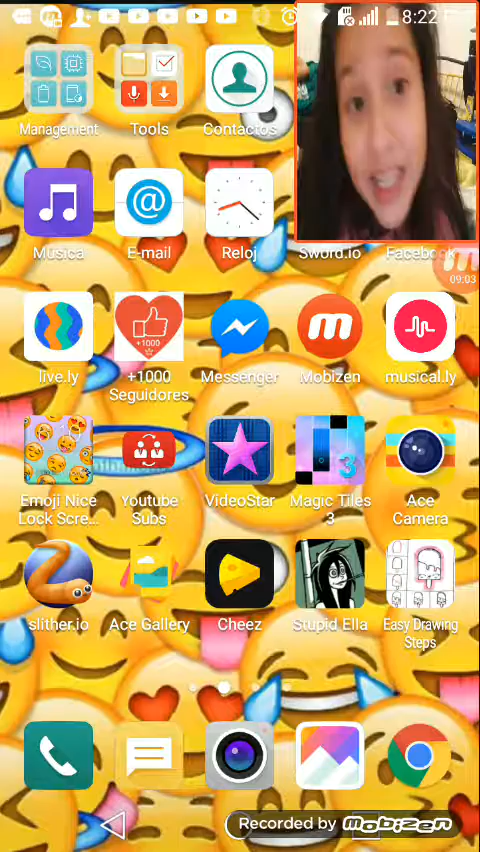 8:22
Management Tools Contactos
Musica E-mail Reloj Sword.io Facebook
09:03
+1000
live.ly +1000 Messenger Mobizen musical.ly
Seguidores
3
Emoji Nice Youtube VideoStar Magic Tiles Ace
Lock Scre... Subs 3 Camera
slither.io Ace Gallery Cheez Stupid Ella Easy Drawing
Steps
Recorded by Mobizen